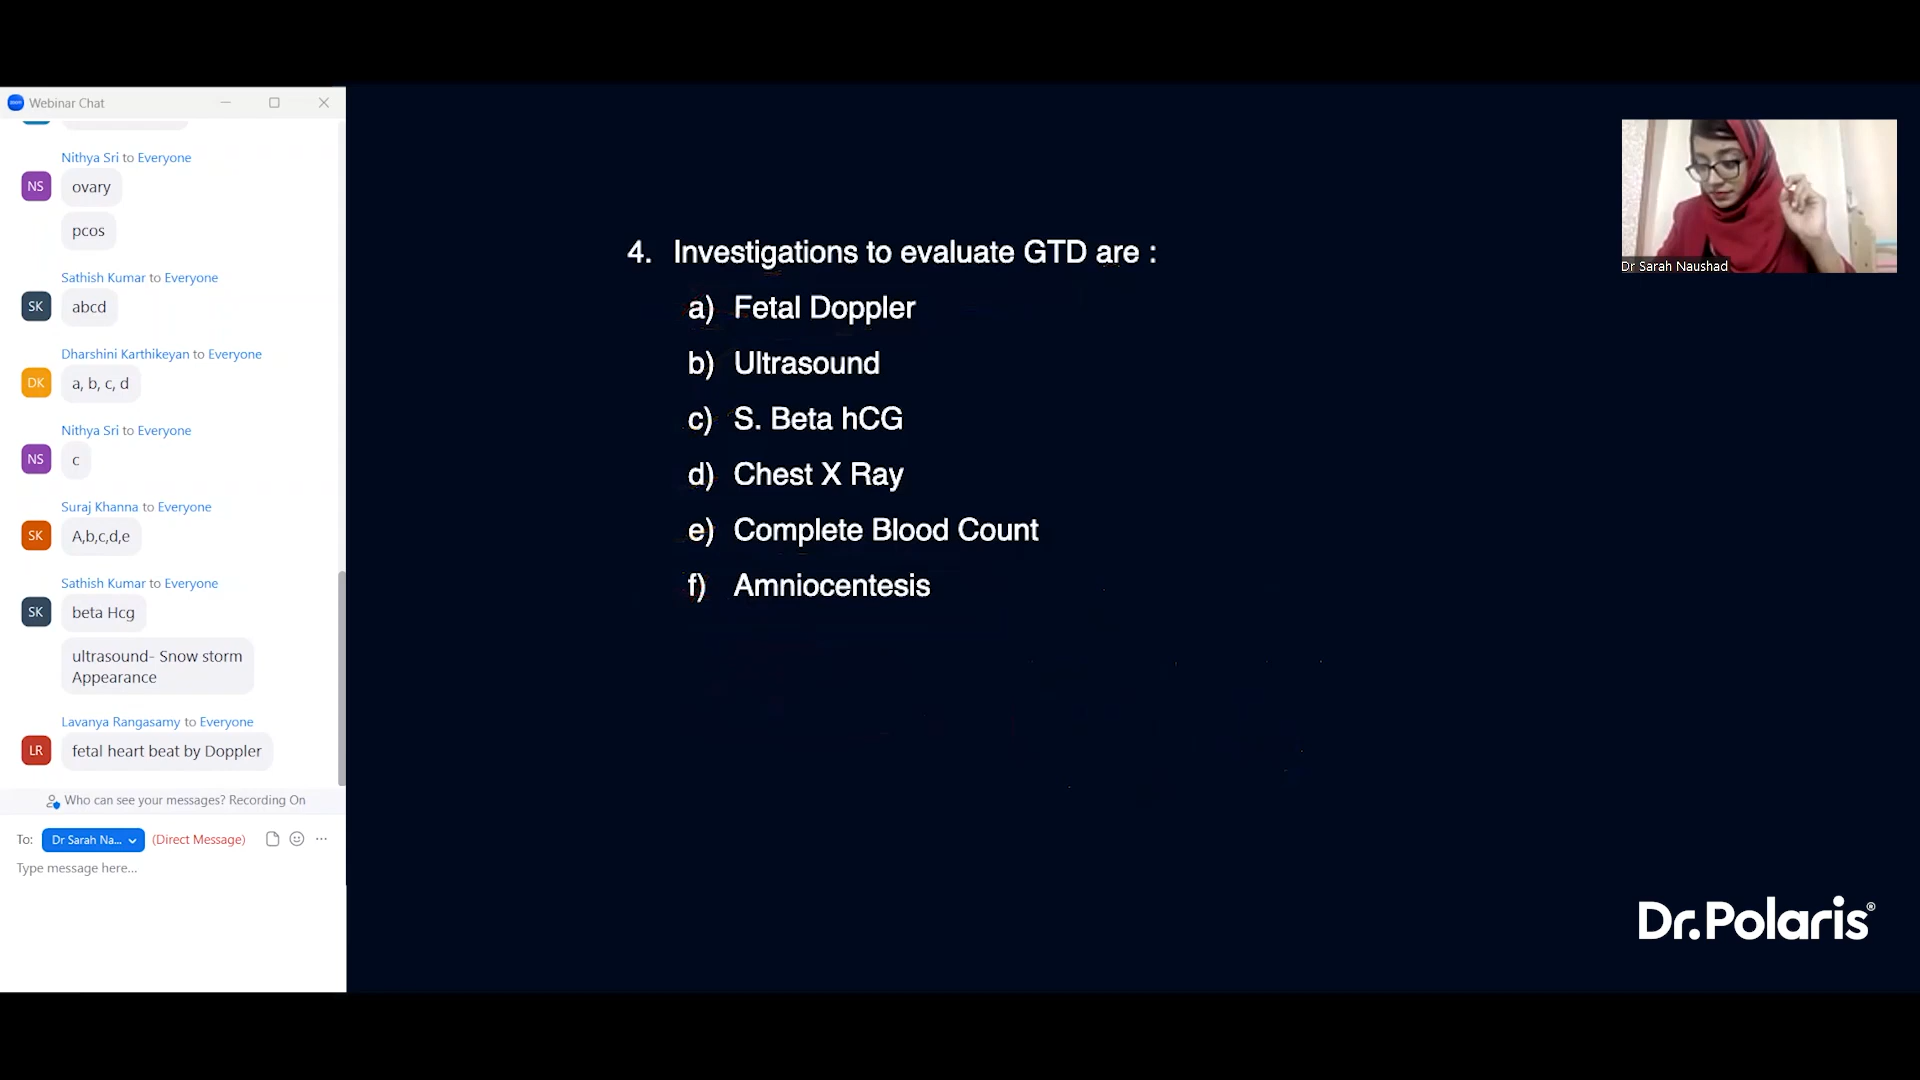 Webinar Chat
Nithya Sri to Everyone
NS
ovary
pcos
Sathish Kumar to Everyone
SK
abcd
Dharshini Karthikeyan to Everyone
DK
a, b, c, d
Nithya Sri to Everyone
NS
c
Suraj Khanna to Everyone
SK
A,b,c,d,e
Sathish Kumar to Everyone
SK
beta Hcg
ultrasound- Snow storm
Appearance
Lavanya Rangasamy to Everyone
LR
fetal heart beat by Doppler
Who can see your messages? Recording On
To: Dr Sarah Na... (Direct Message)
Type message here...
4. Investigations to evaluate GTD are :
a) Fetal Doppler
b) Ultrasound
c) S. Beta hCG
d) Chest X Ray
e) Complete Blood Count
f) Amniocentesis
Dr Sarah Naushad
Dr.Polaris®